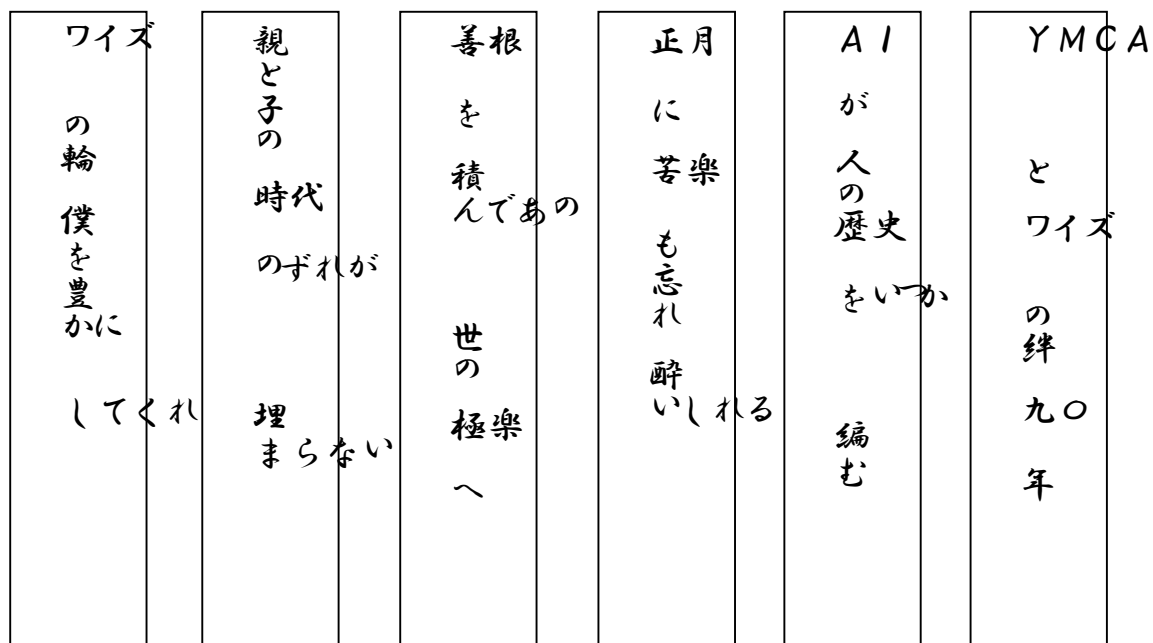 YMCAとワイズの絆九〇年
AIが人の歴史をいつか編む
正月に苦楽も忘れ酔いしれる
善根を積んであの世の極楽へ
親と子の時代のずれが埋まらない
ワイズの輪僕を豊かにしてくれ